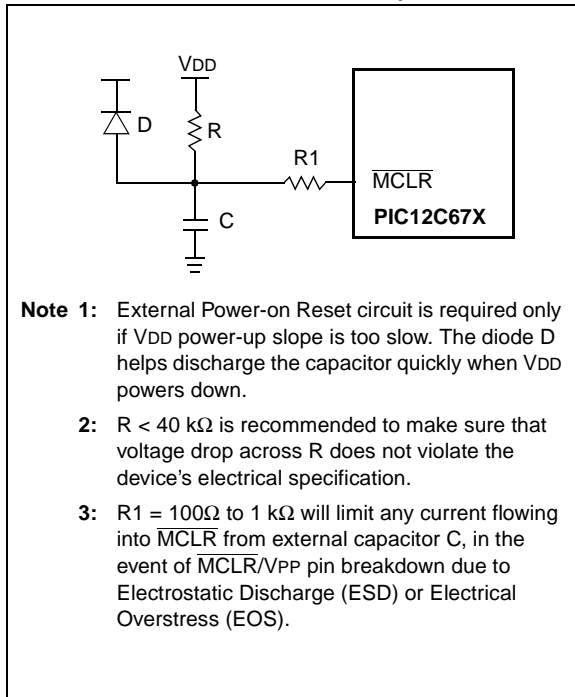 VDD
D
R
R1
MCLR
C
PIC12C67X
Note 1: External Power-on Reset circuit is required only
if VDD power-up slope is too slow. The diode D
helps discharge the capacitor quickly when VDD
powers down.
2: R < 40 kΩ is recommended to make sure that
voltage drop across R does not violate the
device's electrical specification.
3: R1 = 100Ω to 1 kΩ will limit any current flowing
into MCLR from external capacitor C, in the
event of MCLR/VPP pin breakdown due to
Electrostatic Discharge (ESD) or Electrical
Overstress (EOS).